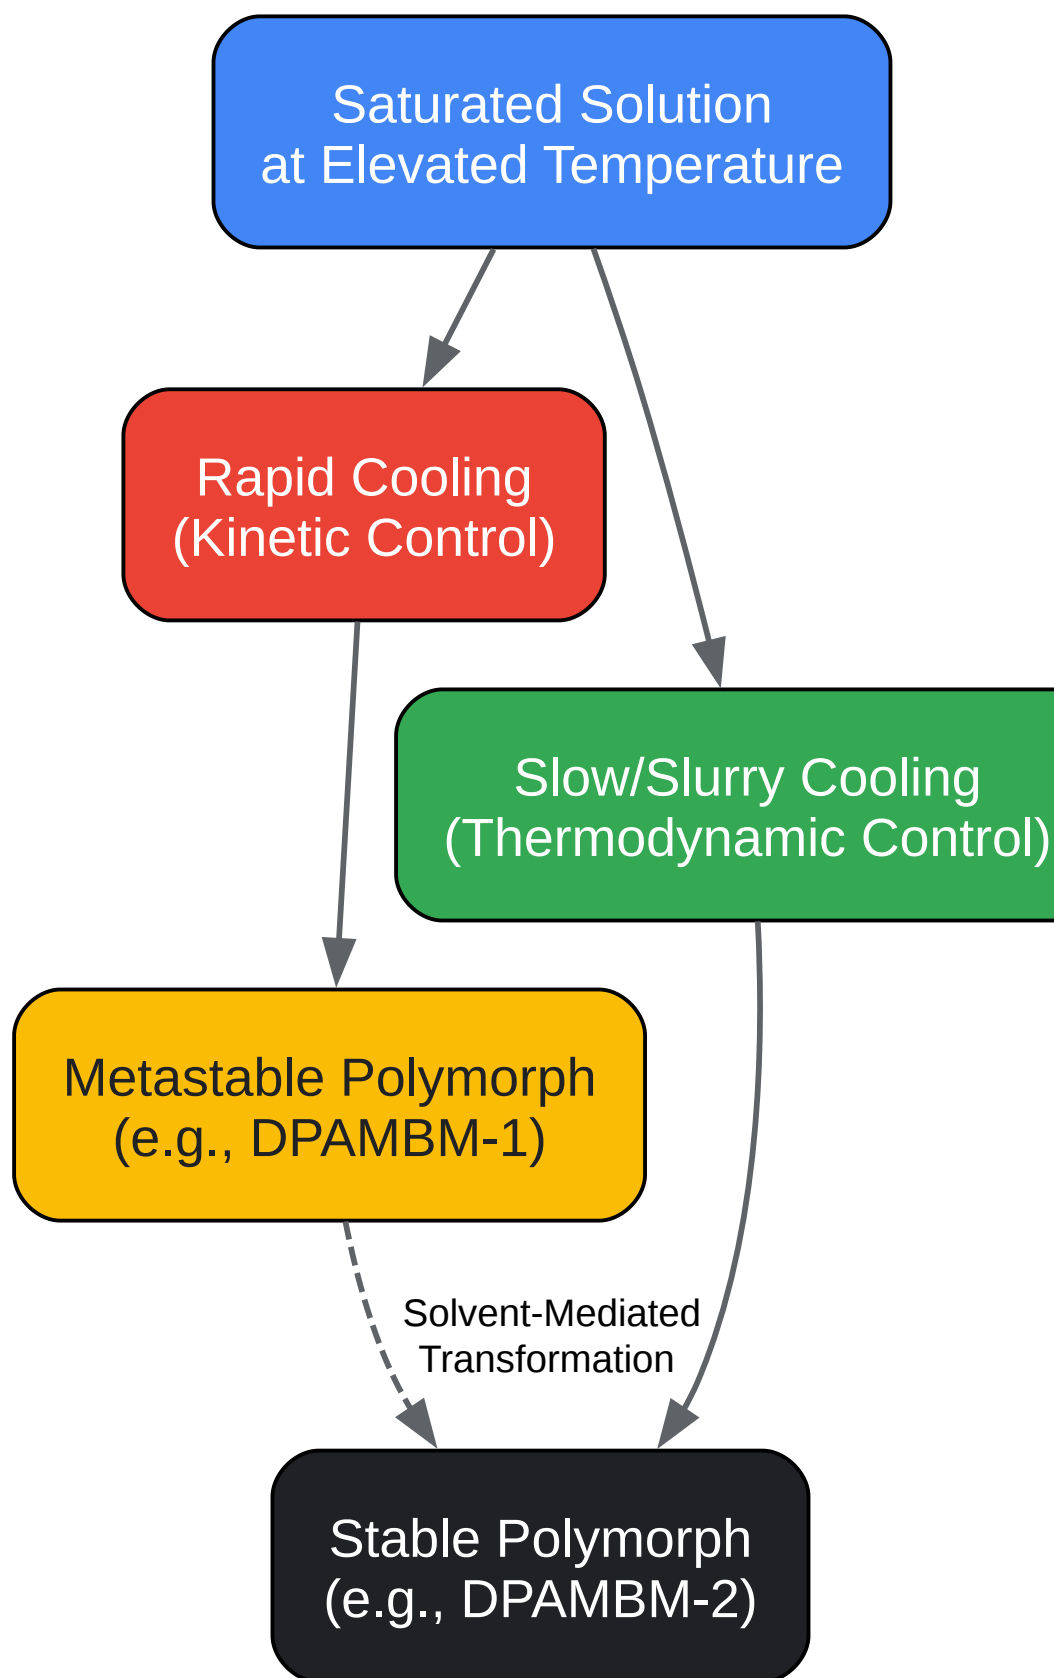 Saturated Solution
at Elevated Temperature
Rapid Cooling
(Kinetic Control)
Slow/Slurry Cooling
(Thermodynamic Control)
Metastable Polymorph
(e.g., DPAMBM-1)
Solvent-Mediated
Transformation
Stable Polymorph
(e.g., DPAMBM-2)